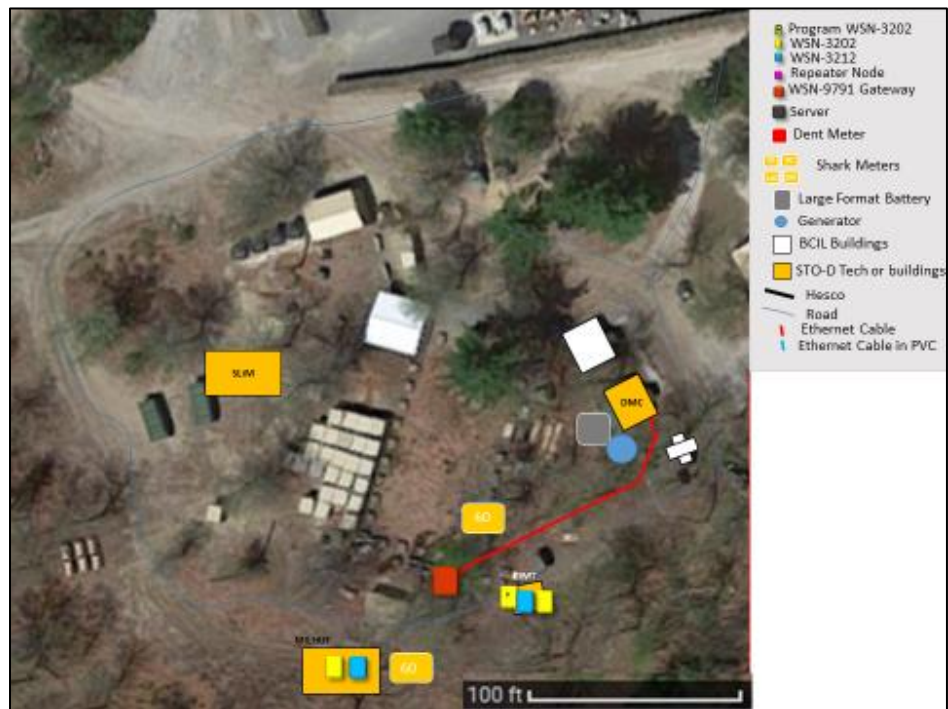 Program WSN-3202
WSN-3202
WSN-3212
Repeater Node
WSN-9791 Gateway
Server
Dent Meter
Shark Meters
Large Format Battery
Generator
BCIL Buildings
STO-D Tech or buildings
Hesco
Road
Ethernet Cable
Ethernet Cable in PVC
SLiM
DMC
60
60
100 ft